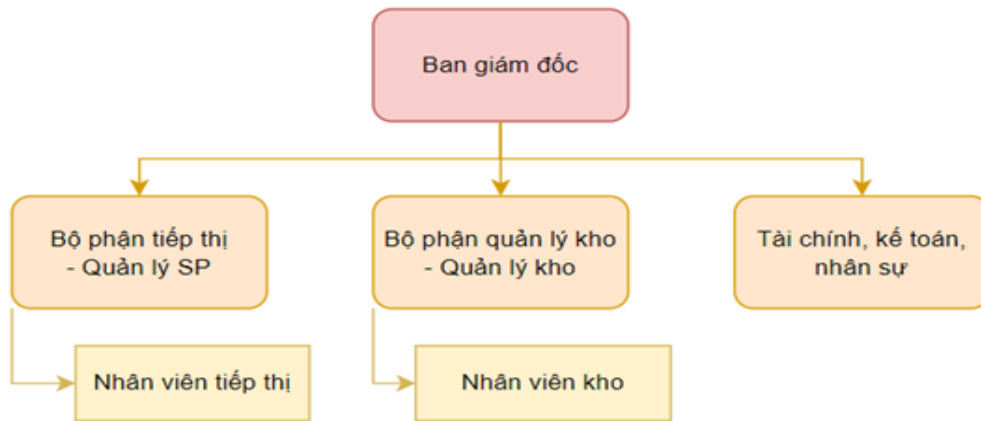 Ban giám đốc
Bộ phận tiếp thị
- Quản lý SP
Bộ phận quản lý kho
- Quản lý kho
Tài chính, kế toán,
nhân sự
Nhân viên tiếp thị
Nhân viên kho